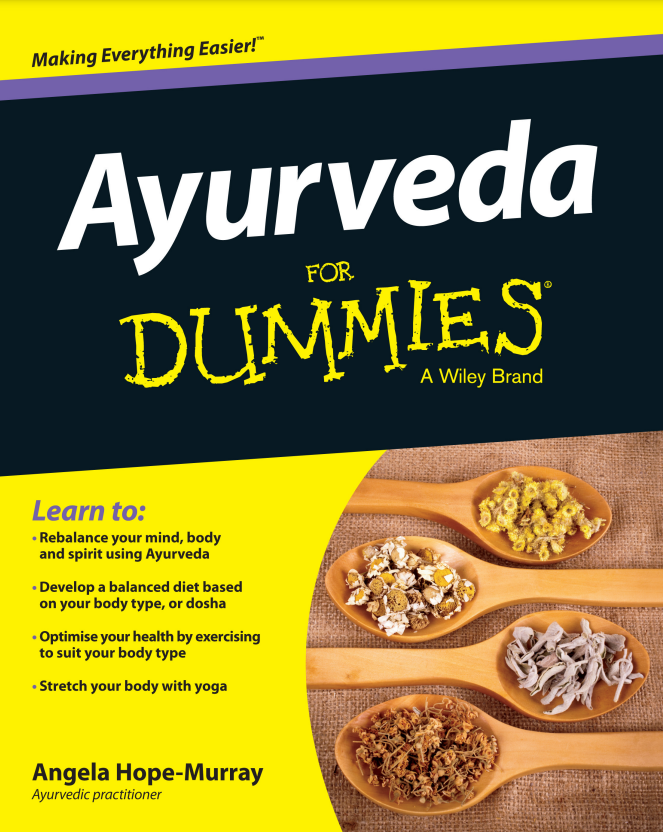 Making Everything Easier!™
Ayurveda
FOR
DUMMIES®
A Wiley Brand
Learn to:
• Rebalance your mind, body
and spirit using Ayurveda
• Develop a balanced diet based
on your body type, or dosha
• Optimise your health by exercising
to suit your body type
• Stretch your body with yoga
Angela Hope-Murray
Ayurvedic practitioner